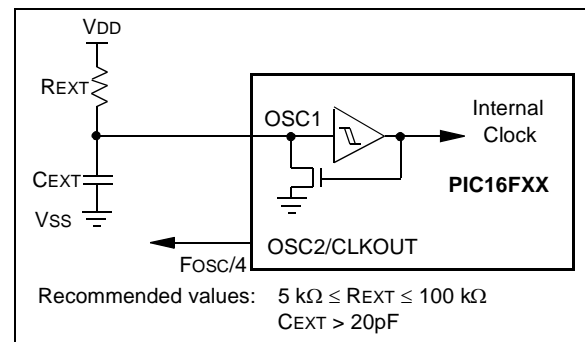 VDD
REXT
OSC1
Internal
Clock
CEXT
PIC16FXX
VSS
OSC2/CLKOUT
FOSC/4
Recommended values: 5 kΩ ≤ REXT ≤ 100 kΩ
CEXT > 20pF